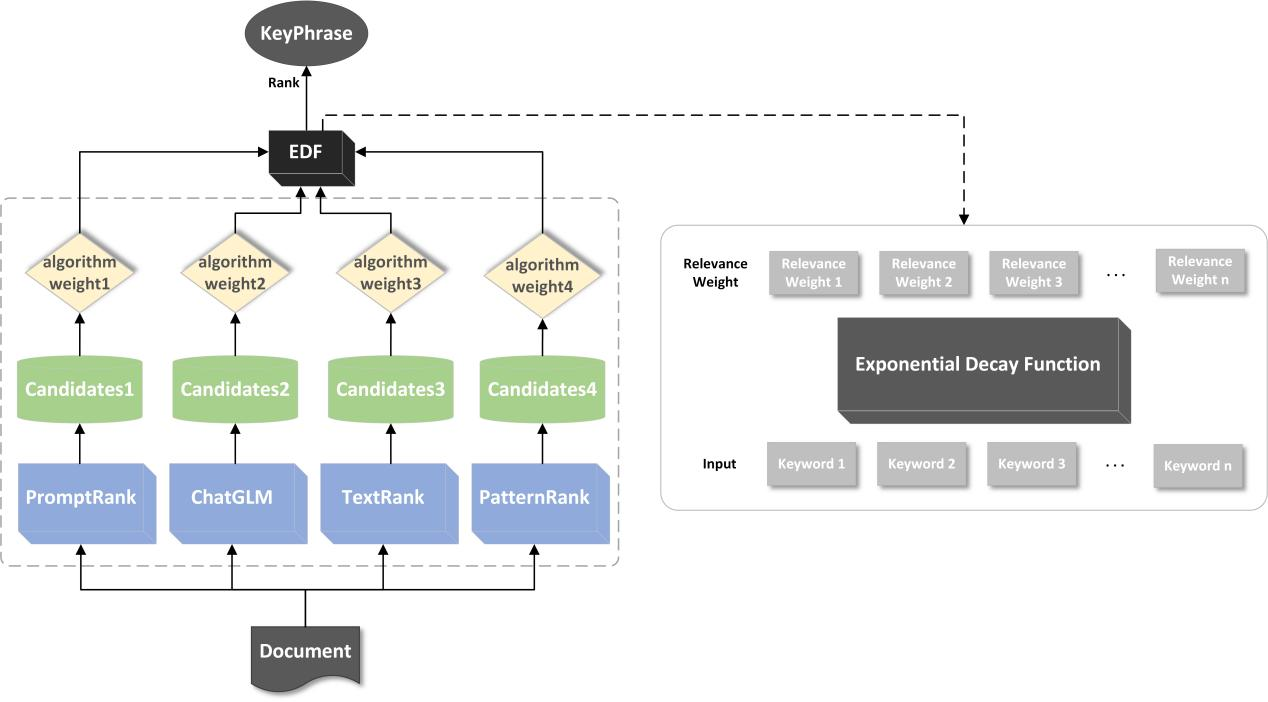 KeyPhrase
Rank
EDF
algorithm
weight1
algorithm
weight2
algorithm
weight3
algorithm
weight4
Candidates1
Candidates2
Candidates3
Candidates4
PromptRank
ChatGLM
TextRank
PatternRank
Document
Relevance
Weight
Relevance
Weight 1
Relevance
Weight 2
Relevance
Weight 3
...
Relevance
Weight n
Exponential Decay Function
Input
Keyword 1
Keyword 2
Keyword 3
...
Keyword n